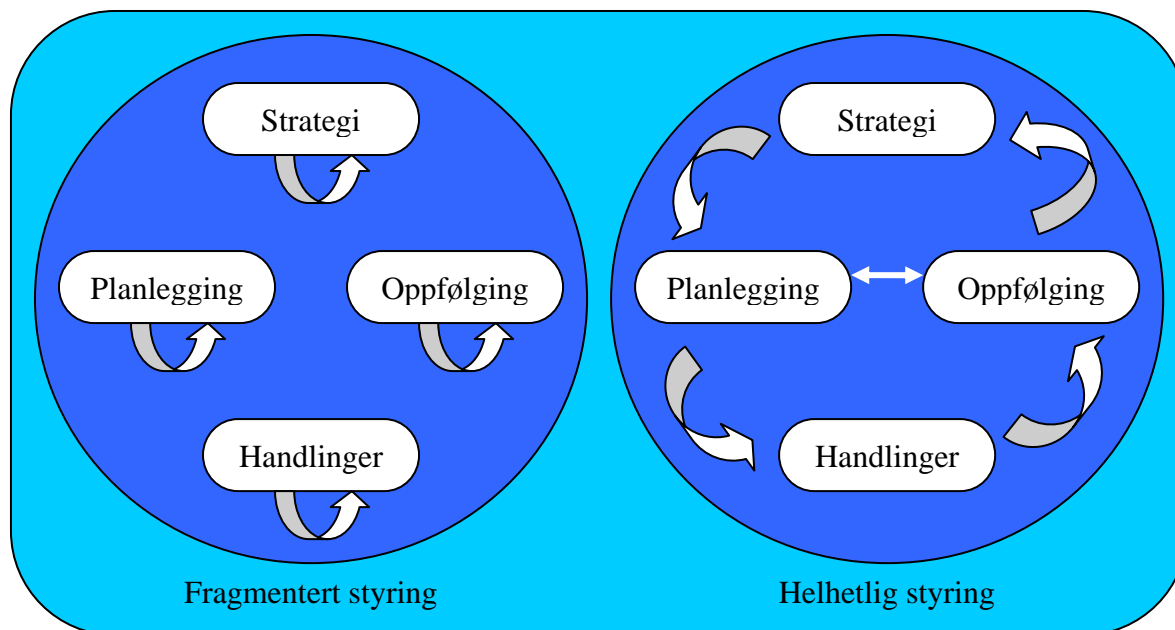 Strategi
Planlegging
Oppfølging
Handlinger
Fragmentert styring
Strategi
Planlegging
Oppfølging
Handlinger
Helhetlig styring